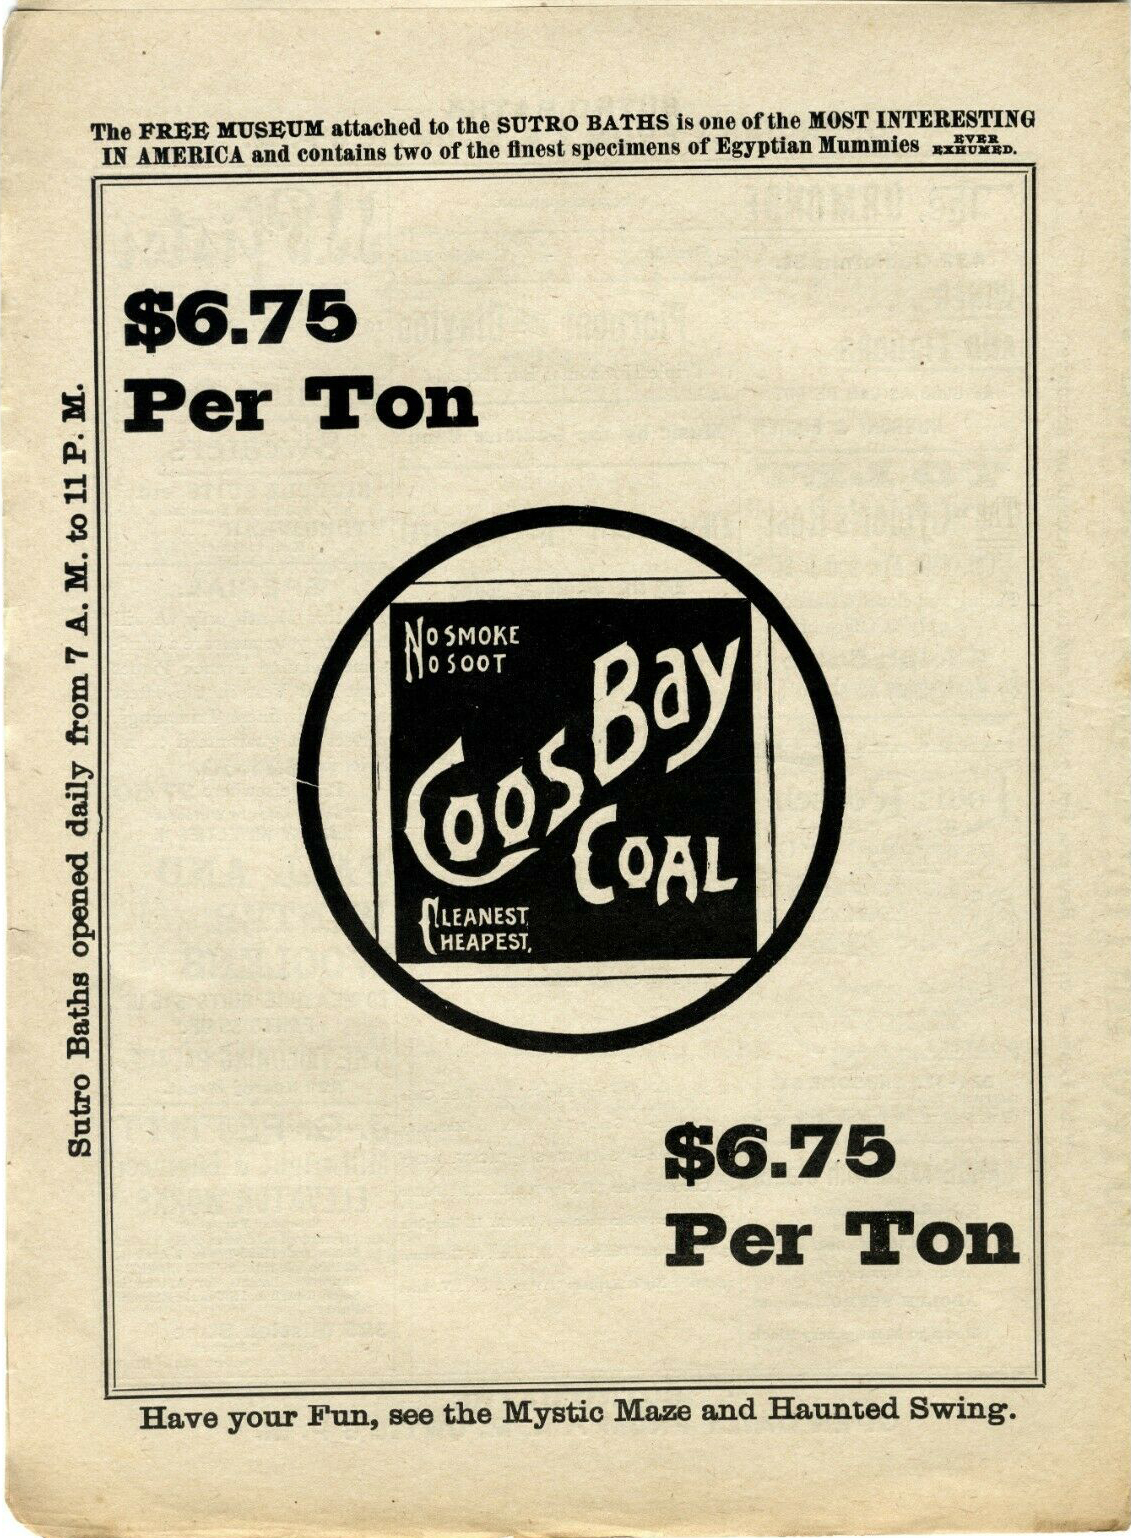 The FREE MUSEUM attached to the SUTRO BATHS is one of the MOST INTERESTING
IN AMERICA and contains two of the finest specimens of Egyptian Mummies EVER EXHUMED.
Sutro Baths opened daily from 7 A. M. to 11 P. M.
$6.75
Per Ton
NO SMOKE
NO SOOT
COOS BAY
COAL
CLEANEST,
CHEAPEST,
$6.75
Per Ton
Have your Fun, see the Mystic Maze and Haunted Swing.